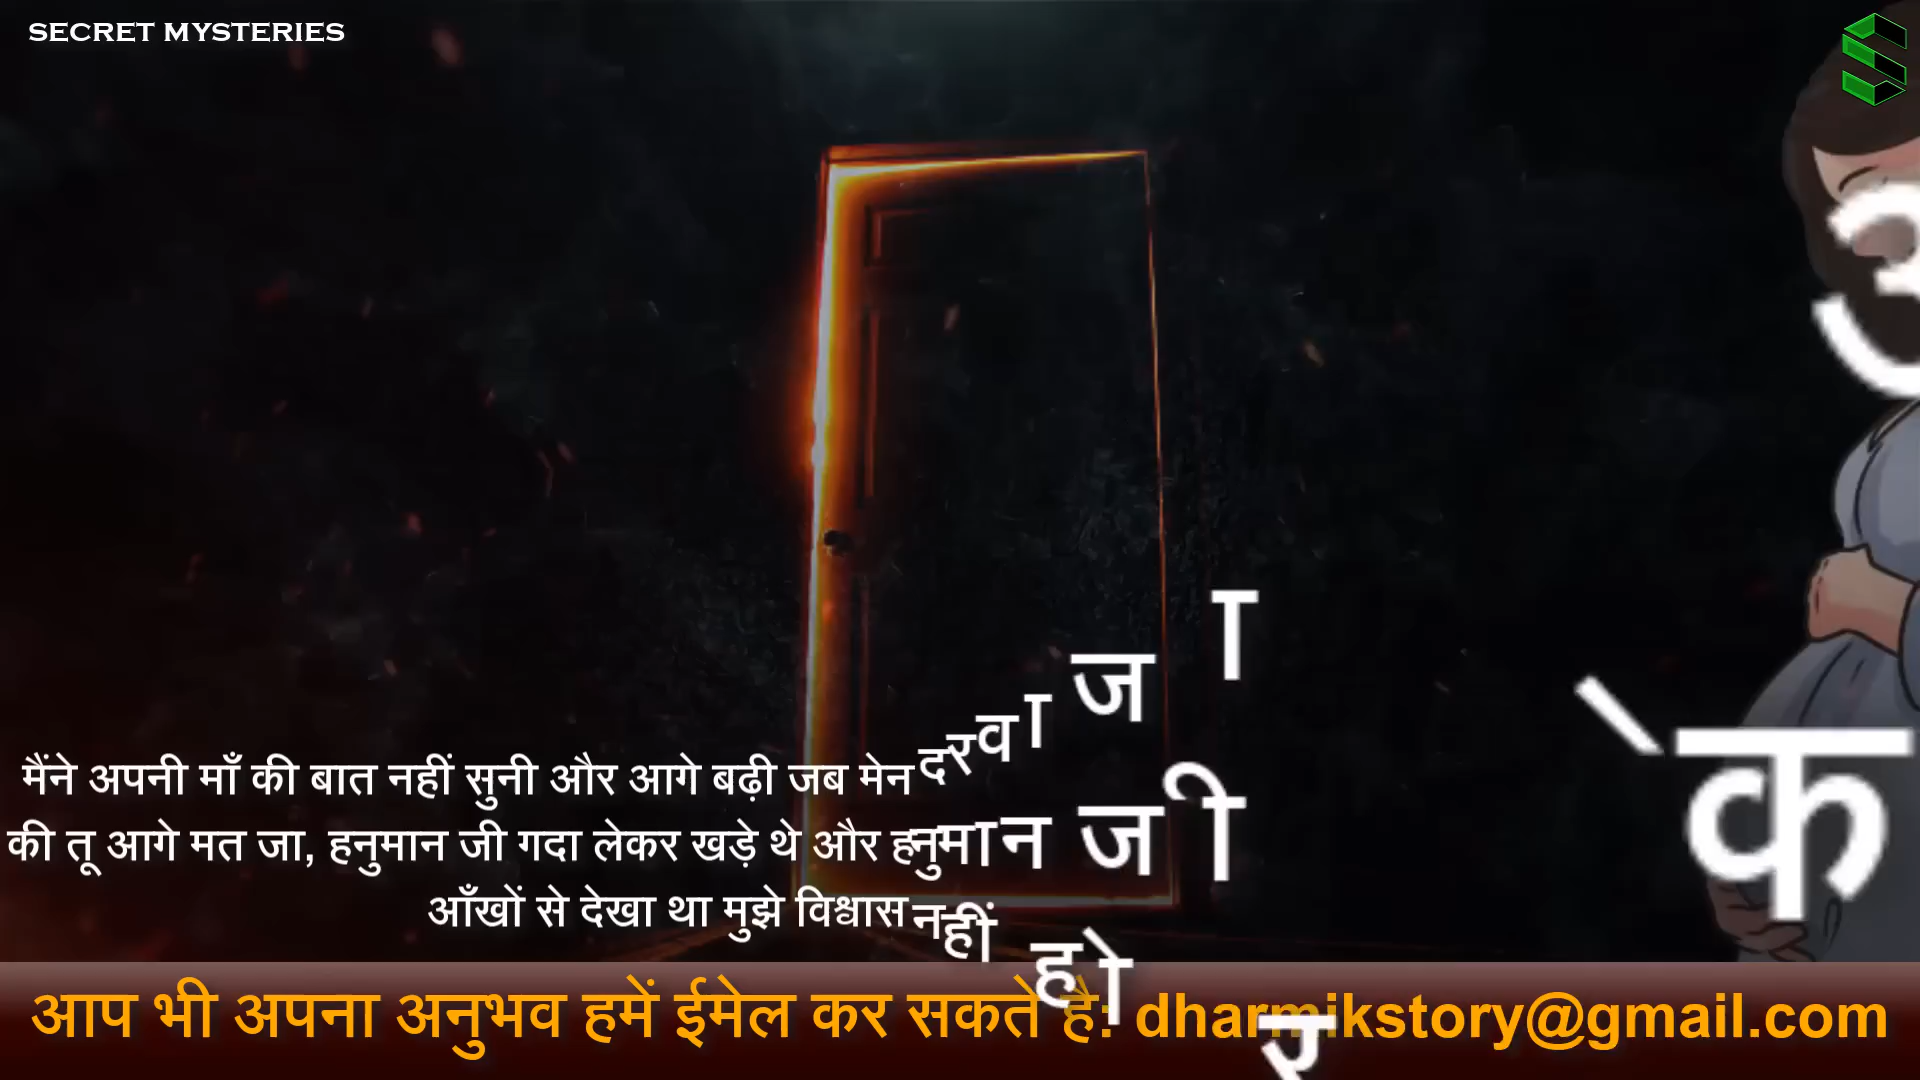 SECRET MYSTERIES
मैंने अपनी माँ की बात नहीं सुनी और आगे बढ़ी जब मेन दरवाजा
की तू आगे मत जा, हनुमान जी गदा लेकर खड़े थे और हनुमान जी के
आँखों से देखा था मुझे विश्वास नहीं हो र
आप भी अपना अनुभव हमें ईमेल कर सकते है: dharmikstory@gmail.com